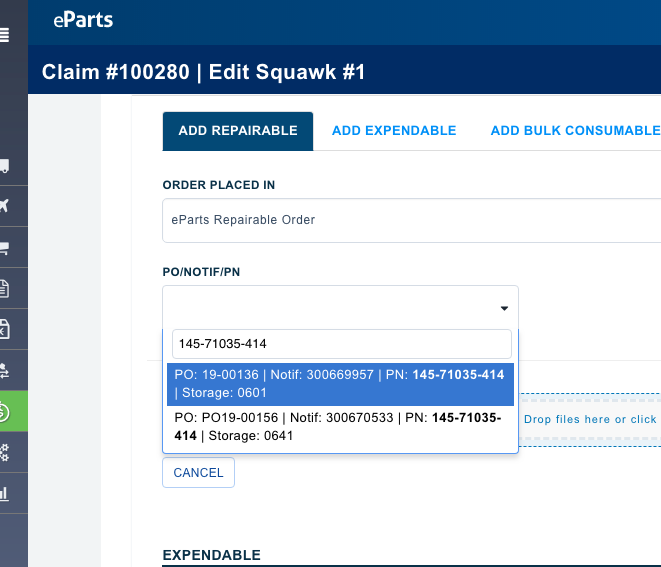 eParts
Claim #100280 | Edit Squawk #1
ADD REPAIRABLE
ADD EXPENDABLE
ADD BULK CONSUMABLE
ORDER PLACED IN
eParts Repairable Order
PO/NOTIF/PN
145-71035-414
PO: 19-00136 | Notif: 300669957 | PN: 145-71035-414
| Storage: 0601
PO: PO19-00156 | Notif: 300670533 | PN: 145-71035-
414 | Storage: 0641
Drop files here or click
CANCEL
EXPENDABLE